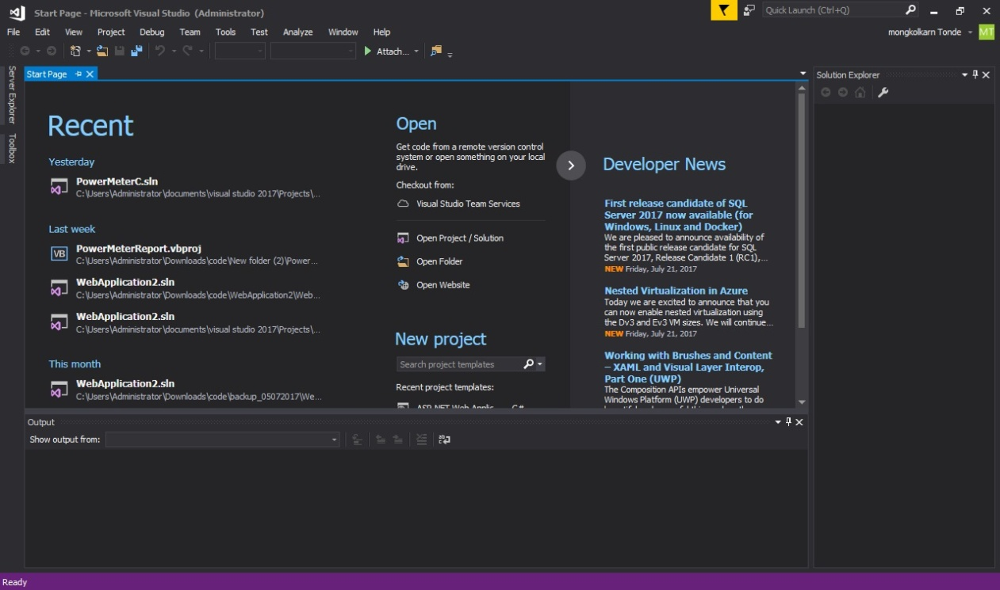 Start Page - Microsoft Visual Studio (Administrator)
Quick Launch (Ctrl+Q)
File Edit View Project Debug Team Tools Test Analyze Window Help
mongkolkarn Tonde
MT
Attach...
Server Explorer
Toolbox
Start Page
Recent
Yesterday
PowerMeterC.sln
C:\Users\Administrator\documents\visual studio 2017\Projects\...
Last week
VB
PowerMeterReport.vbproj
C:\Users\Administrator\Downloads\code\New folder (2)\Power...
WebApplication2.sln
C:\Users\Administrator\Downloads\code\WebApplication2\Web...
WebApplication2.sln
C:\Users\Administrator\documents\visual studio 2017\Projects\...
This month
WebApplication2.sln
C:\Users\Administrator\Downloads\code\backup_05072017\We...
Open
Get code from a remote version control
system or open something on your local
drive.
Checkout from:
Visual Studio Team Services
Open Project / Solution
Open Folder
Open Website
New project
Search project templates
Recent project templates:
ASP.NET Web Applic... C#
Developer News
First release candidate of SQL
Server 2017 now available (for
Windows, Linux and Docker)
We are pleased to announce availability of
the first public release candidate for SQL
Server 2017, Release Candidate 1 (RC1),...
NEW Friday, July 21, 2017
Nested Virtualization in Azure
Today we are excited to announce that you
can now enable nested virtualization using
the Dv3 and Ev3 VM sizes. We will continue...
NEW Friday, July 21, 2017
Working with Brushes and Content
– XAML and Visual Layer Interop,
Part One (UWP)
The Composition APIs empower Universal
Windows Platform (UWP) developers to do
Solution Explorer
Output
Show output from:
Ready